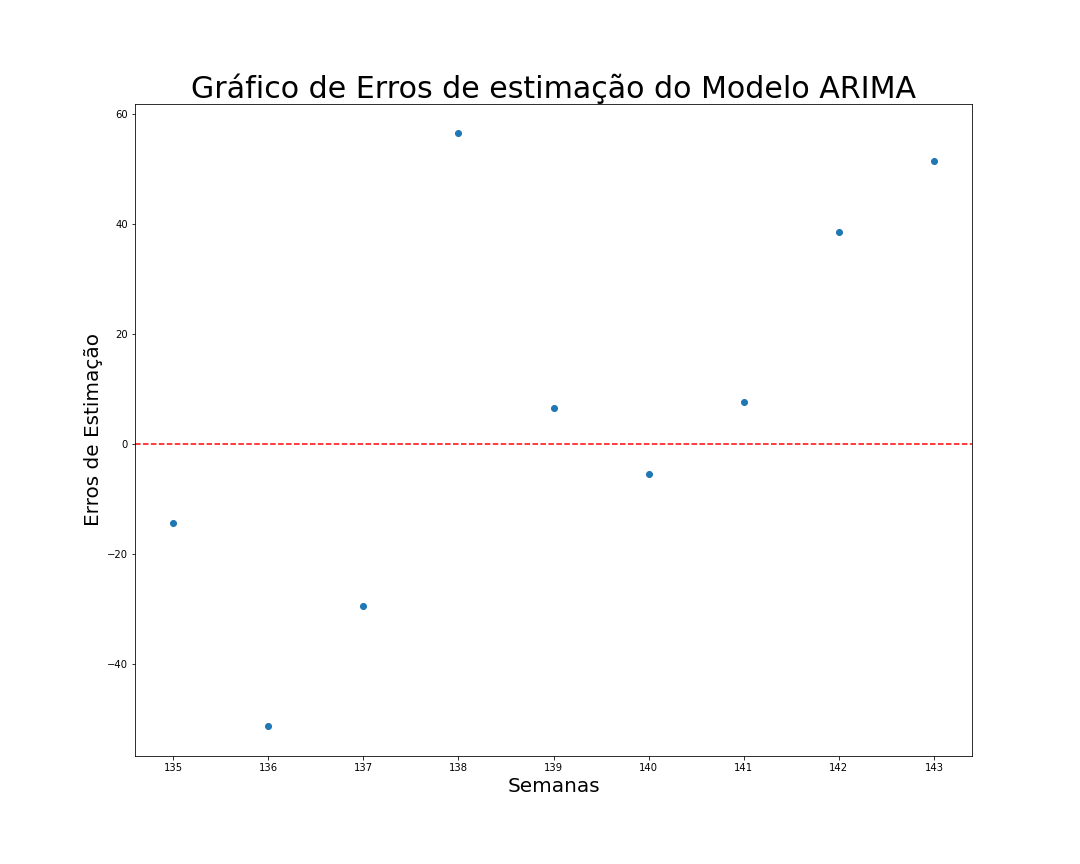 Gráfico de Erros de estimação do Modelo ARIMA
60
40
20
0
−20
−40
Erros de Estimação
135 136 137 138 139 140 141 142 143
Semanas